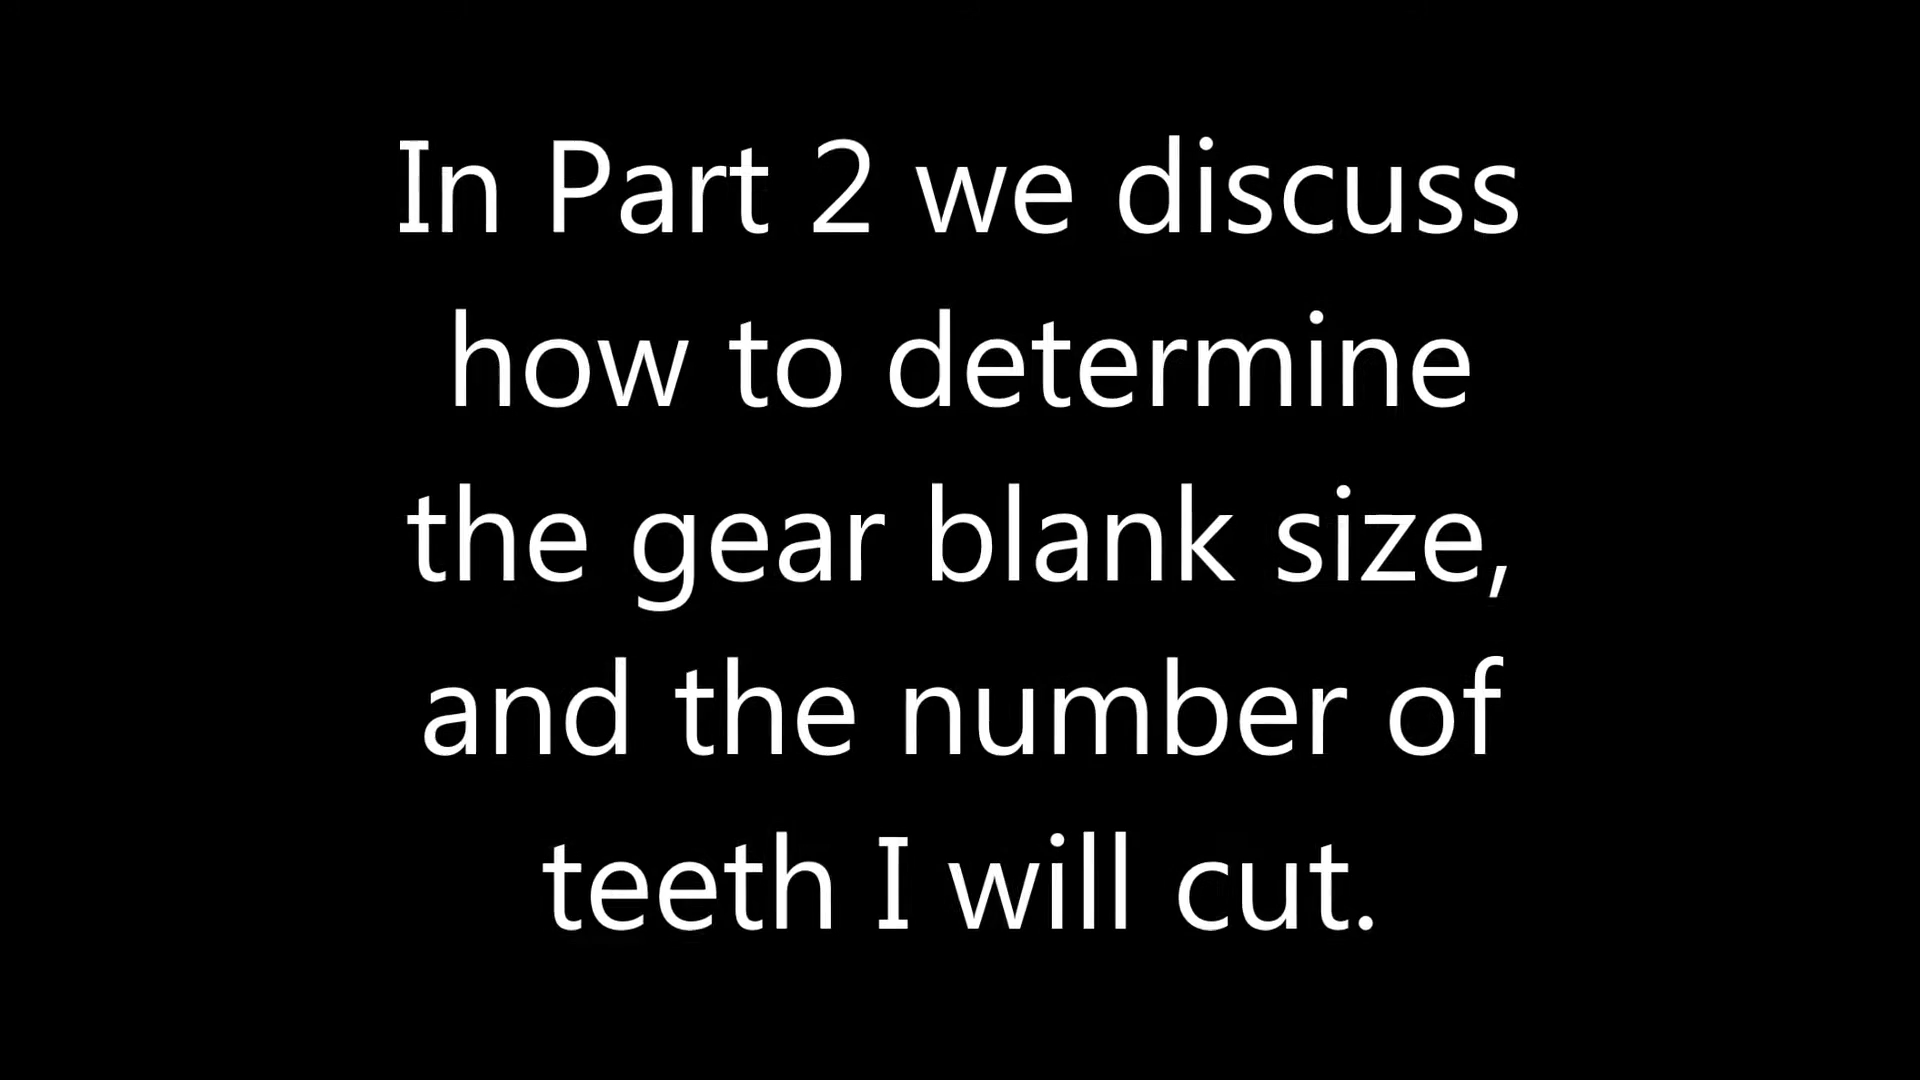 In Part 2 we discuss
how to determine
the gear blank size,
and the number of
teeth I will cut.